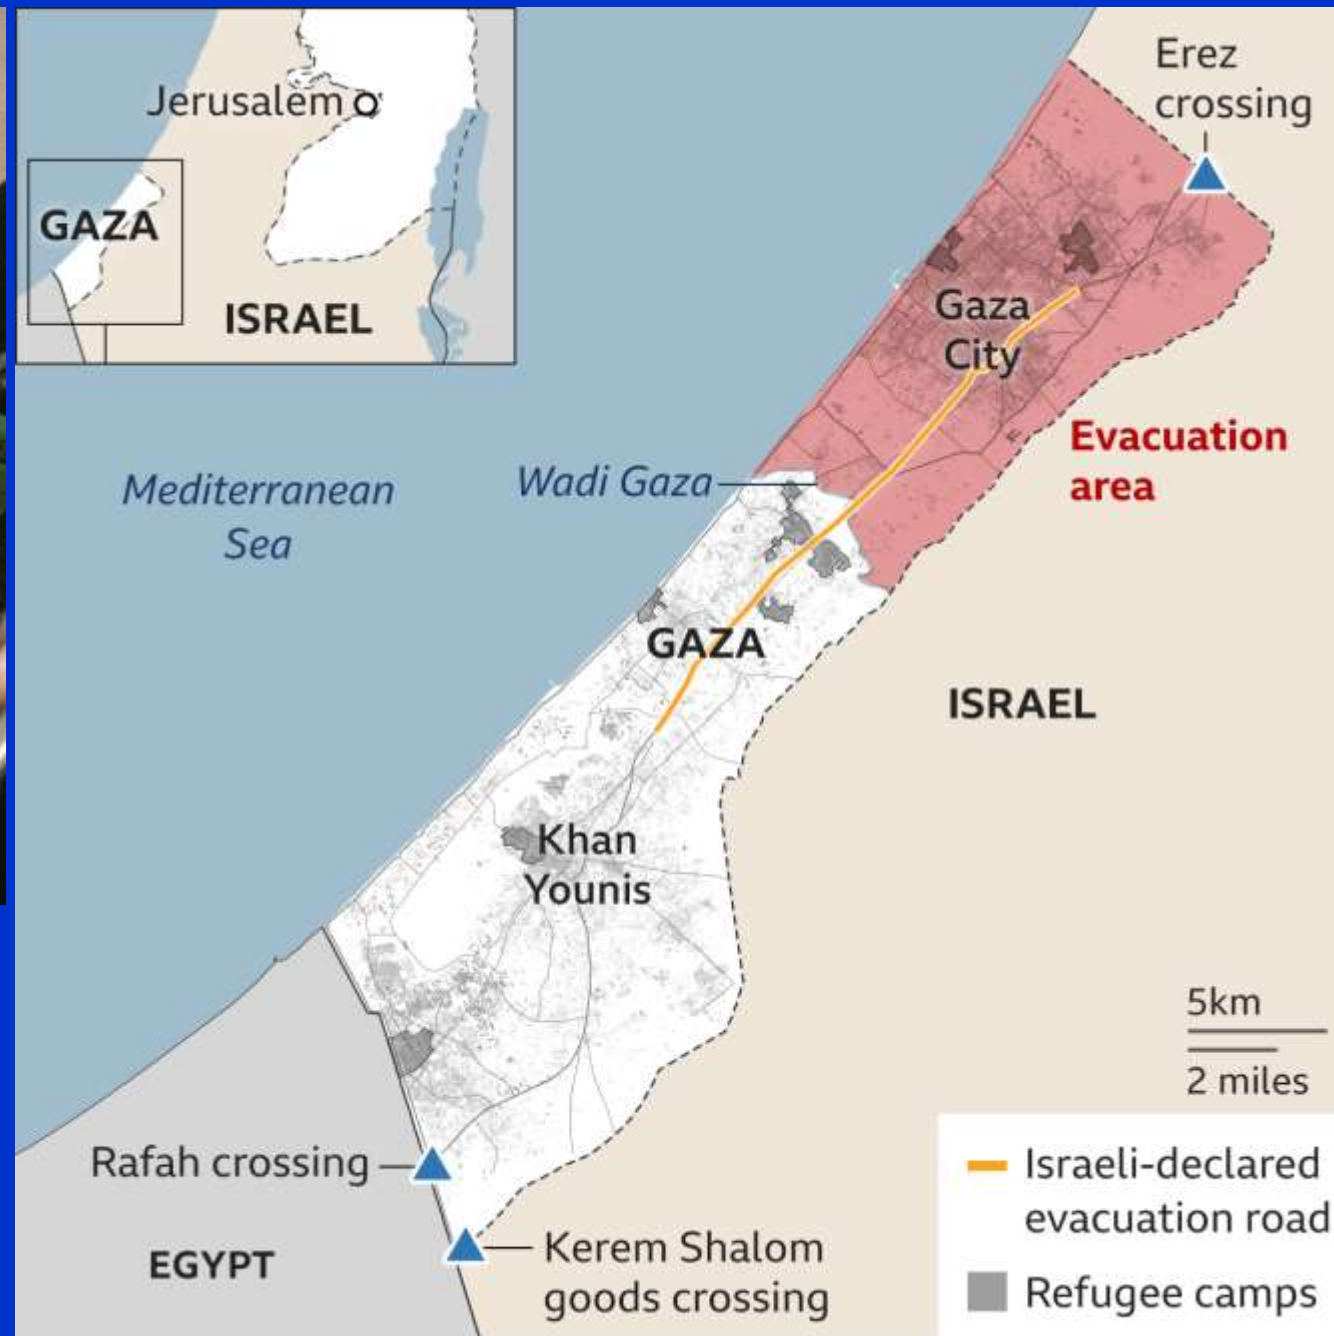 Jerusalem
GAZA
ISRAEL
Erez
crossing
Gaza
City
Evacuation
area
Wadi Gaza
Mediterranean
Sea
GAZA
ISRAEL
Khan
Younis
5km
2 miles
Rafah crossing
EGYPT
Kerem Shalom
goods crossing
Israeli-declared
evacuation road
Refugee camps